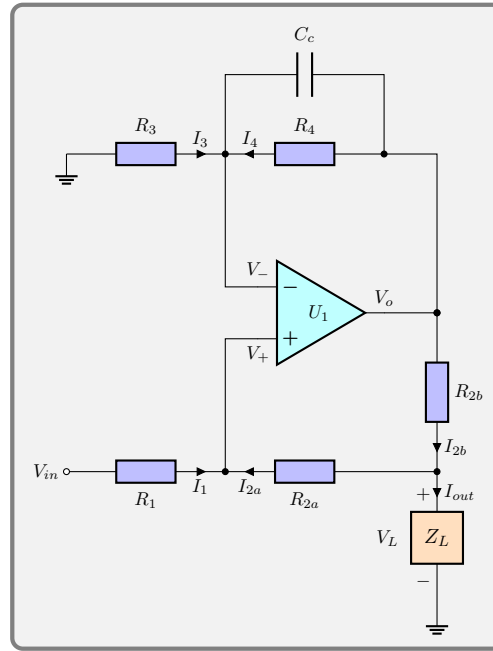 C_c
R_3 I_3 I_4 R_4
V_− − U_1 V_o
V_+ +
R_{2b}
I_{2b}
V_{in} R_1 I_1 I_{2a} R_{2a}
+ I_{out}
V_L Z_L
−